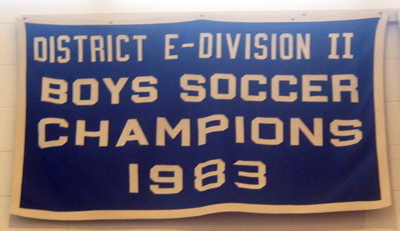 DISTRICT E-DIVISION II
BOYS SOCCER
CHAMPIONS
1983